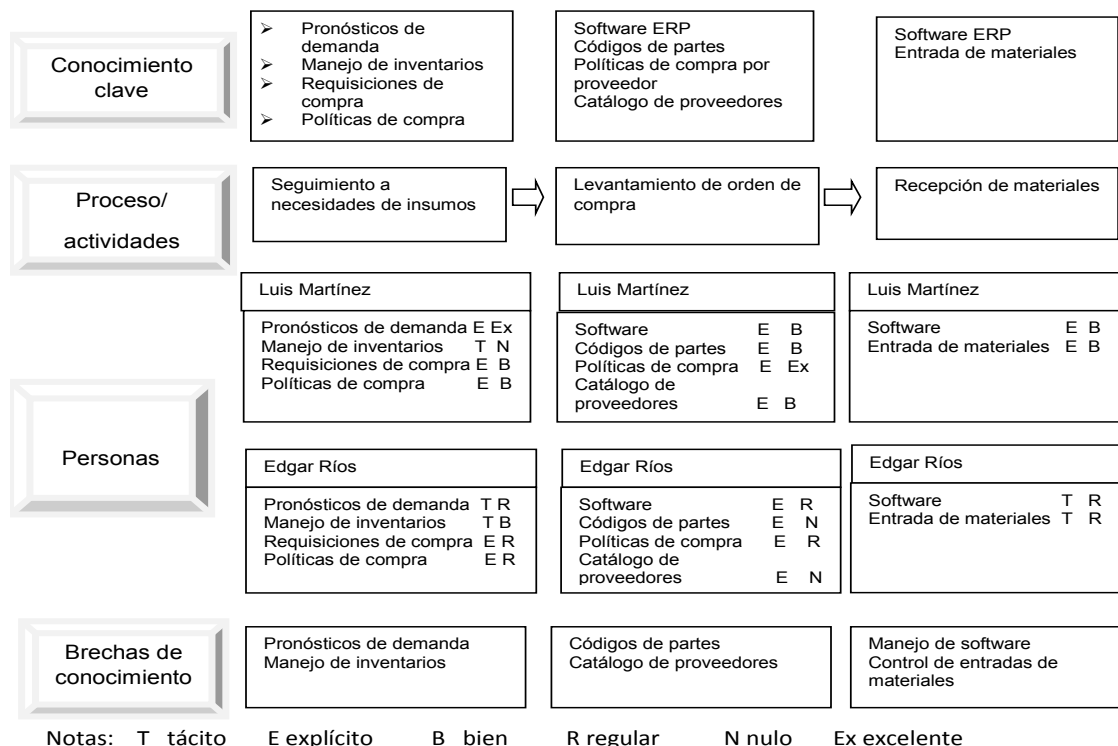 Conocimiento
clave
➢ Pronósticos de
demanda
➢ Manejo de inventarios
➢ Requisiciones de
compra
➢ Políticas de compra
Software ERP
Códigos de partes
Políticas de compra por
proveedor
Catálogo de proveedores
Software ERP
Entrada de materiales
Proceso/
actividades
Seguimiento a
necesidades de insumos
Levantamiento de orden de
compra
Recepción de materiales
Personas
Luis Martínez
Pronósticos de demanda E Ex
Manejo de inventarios T N
Requisiciones de compra E B
Políticas de compra E B
Luis Martínez
Software E B
Códigos de partes E B
Políticas de compra E Ex
Catálogo de
proveedores E B
Luis Martínez
Software E B
Entrada de materiales E B
Edgar Ríos
Pronósticos de demanda T R
Manejo de inventarios T B
Requisiciones de compra E R
Políticas de compra E R
Edgar Ríos
Software E R
Códigos de partes E N
Políticas de compra E R
Catálogo de
proveedores E N
Edgar Ríos
Software T R
Entrada de materiales T R
Brechas de
conocimiento
Pronósticos de demanda
Manejo de inventarios
Códigos de partes
Catálogo de proveedores
Manejo de software
Control de entradas de
materiales
Notas: T tácito E explícito B bien R regular N nulo Ex excelente